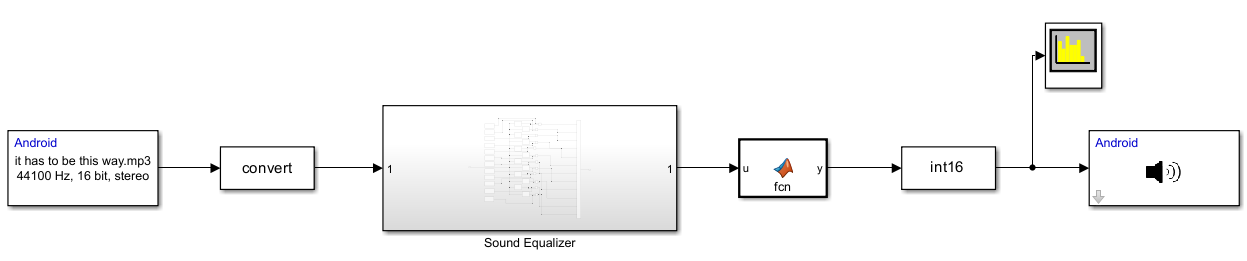 Android
it has to be this way.mp3
44100 Hz, 16 bit, stereo
convert
1
1
Sound Equalizer
u
fcn
y
int16
Android